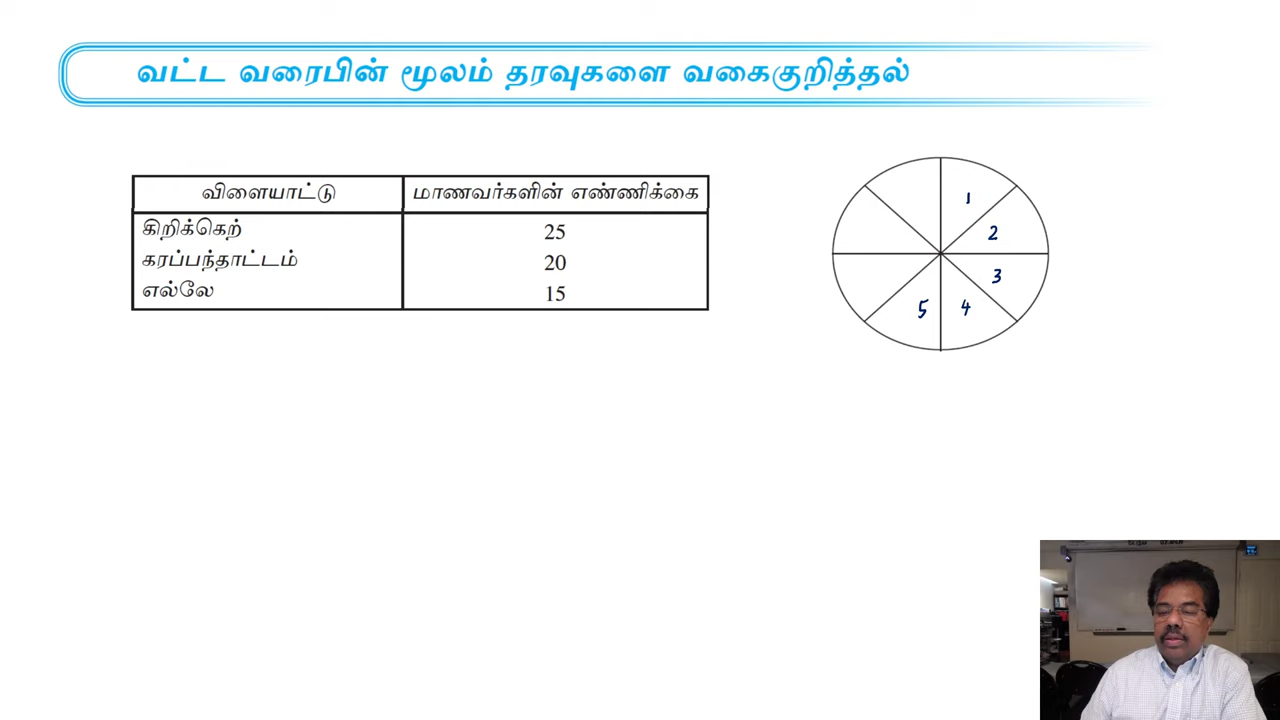 வட்ட வரைபின் மூலம் தரவுகளை வகைகுறித்தல்
விளையாட்டு மாணவர்களின் எண்ணிக்கை
கிறிக்கெற் 25
கரப்பந்தாட்டம் 20
எல்லே 15
1
2
3
5 4